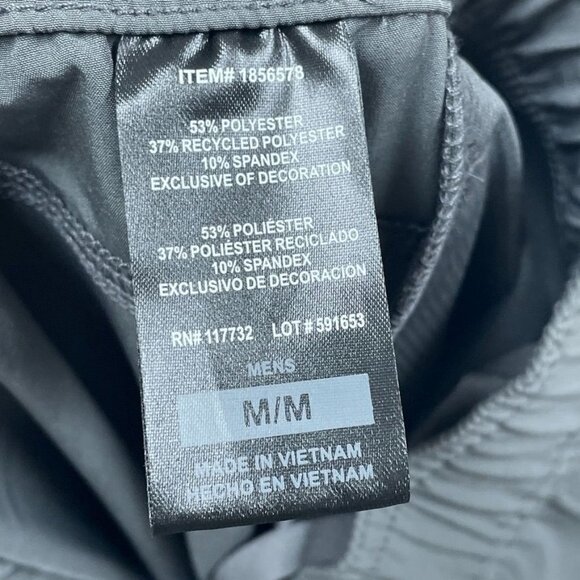 ITEM# 1856578
53% POLYESTER
37% RECYCLED POLYESTER
10% SPANDEX
EXCLUSIVE OF DECORATION
53% POLIÉSTER
37% POLIÉSTER RECICLADO
10% SPANDEX
EXCLUSIVO DE DECORACION
RN# 117732 LOT # 591653
MENS
M/M
MADE IN VIETNAM
HECHO EN VIETNAM